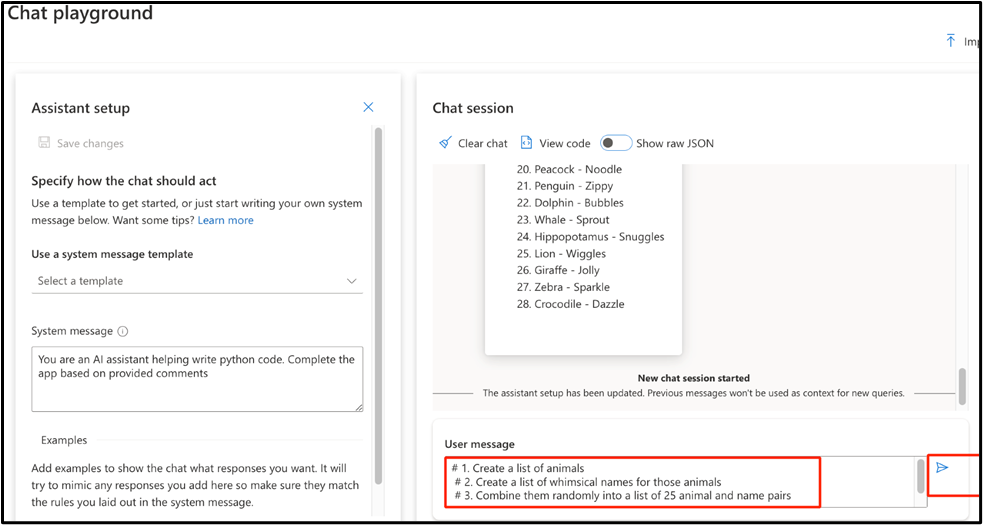 Chat playground
Imp
Assistant setup
Save changes
Specify how the chat should act
Use a template to get started, or just start writing your own system
message below. Want some tips? Learn more
Use a system message template
Select a template
System message
You are an AI assistant helping write python code. Complete the
app based on provided comments
Examples
Add examples to show the chat what responses you want. It will
try to mimic any responses you add here so make sure they match
the rules you laid out in the system message.
Chat session
Clear chat View code Show raw JSON
20. Peacock - Noodle
21. Penguin - Zippy
22. Dolphin - Bubbles
23. Whale - Sprout
24. Hippopotamus - Snuggles
25. Lion - Wiggles
26. Giraffe - Jolly
27. Zebra - Sparkle
28. Crocodile - Dazzle
New chat session started
The assistant setup has been updated. Previous messages won't be used as context for new queries.
User message
# 1. Create a list of animals
# 2. Create a list of whimsical names for those animals
# 3. Combine them randomly into a list of 25 animal and name pairs